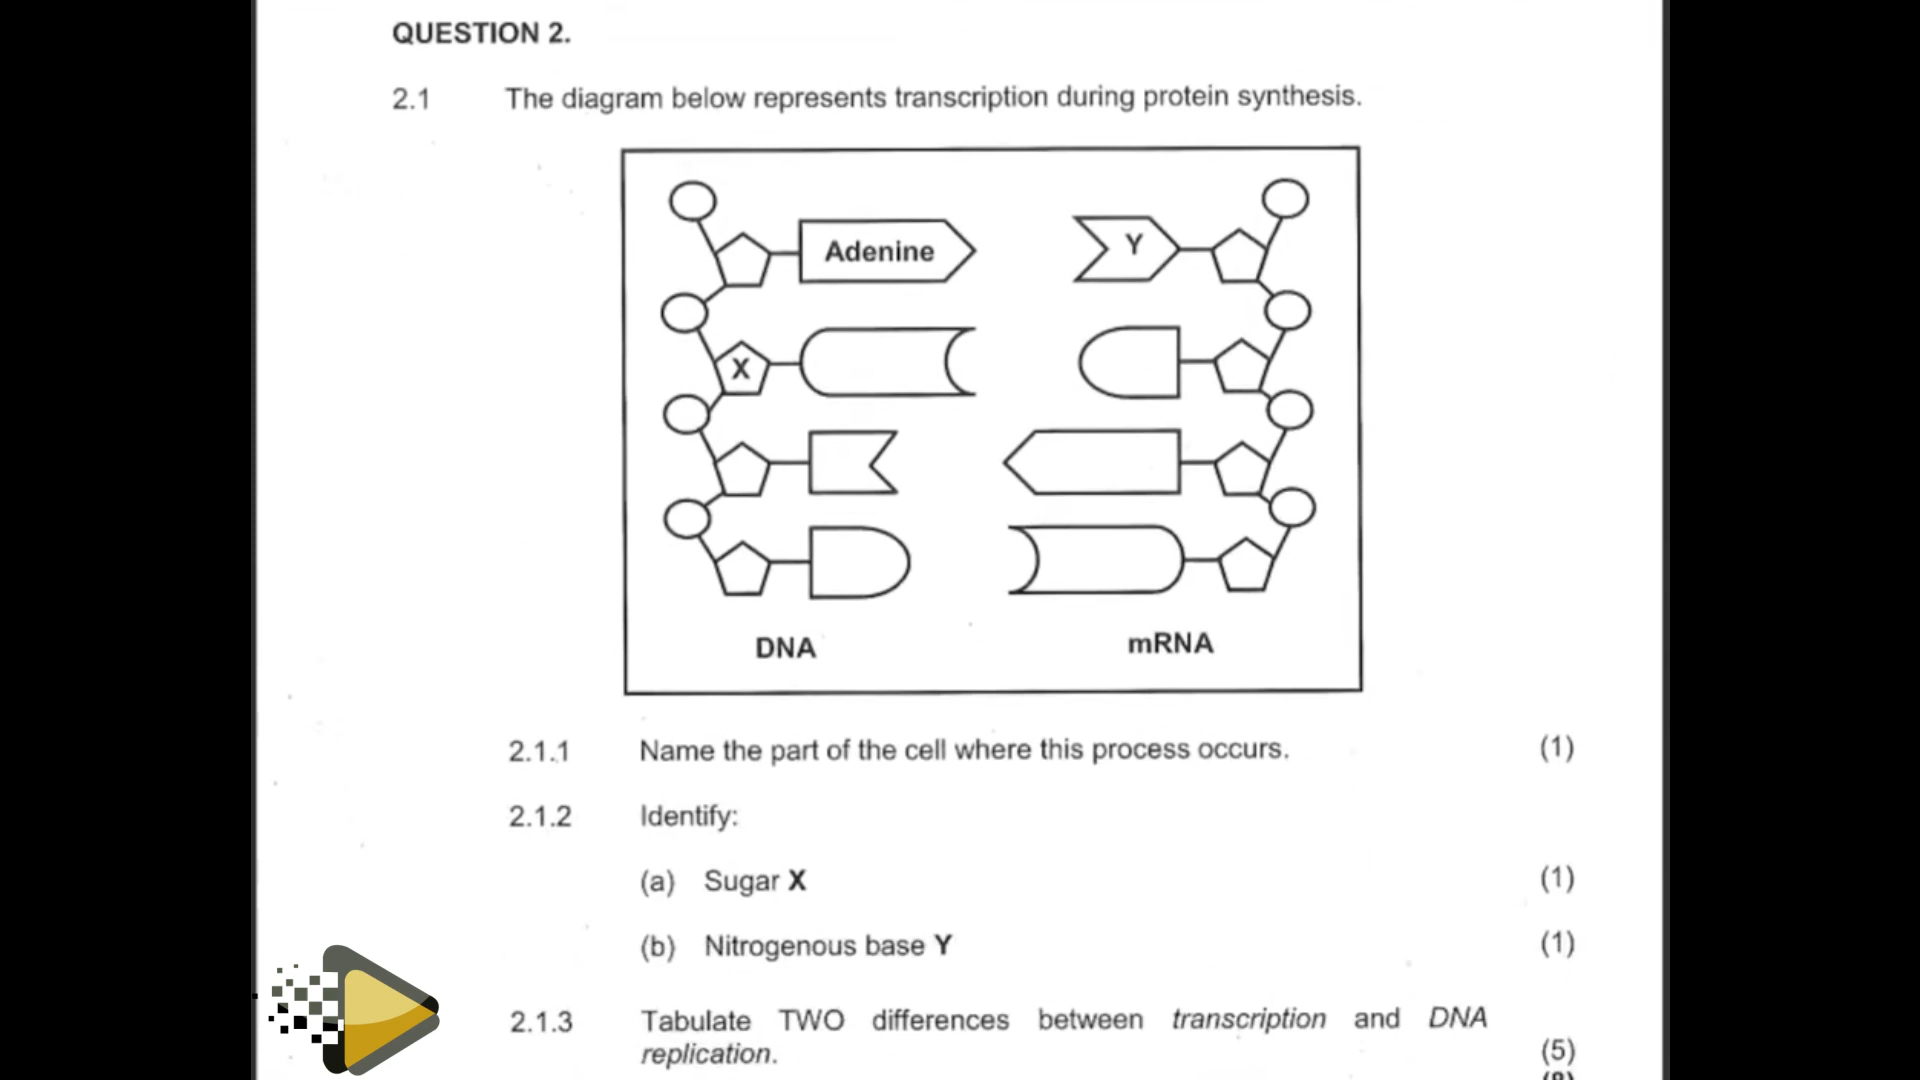 QUESTION 2.
2.1 The diagram below represents transcription during protein synthesis.
Adenine
Y
X
DNA
mRNA
2.1.1 Name the part of the cell where this process occurs. (1)
2.1.2 Identify:
(a) Sugar X (1)
(b) Nitrogenous base Y (1)
2.1.3 Tabulate TWO differences between transcription and DNA
replication. (5)